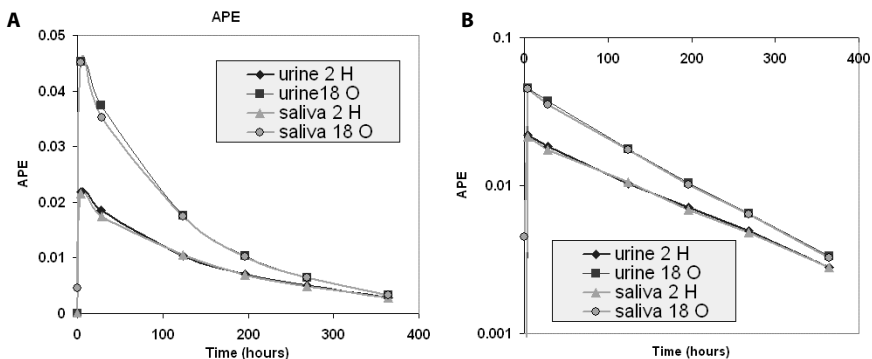 A
APE
0.05
0.04
0.03
0.02
0.01
0
APE
0
100
200
300
400
Time (hours)
urine 2 H
urine18 O
saliva 2 H
saliva 18 O
B
0
100
200
300
400
Time (hours)
0.1
0.01
0.001
APE
urine 2 H
urine 18 O
saliva 2 H
saliva 18 O